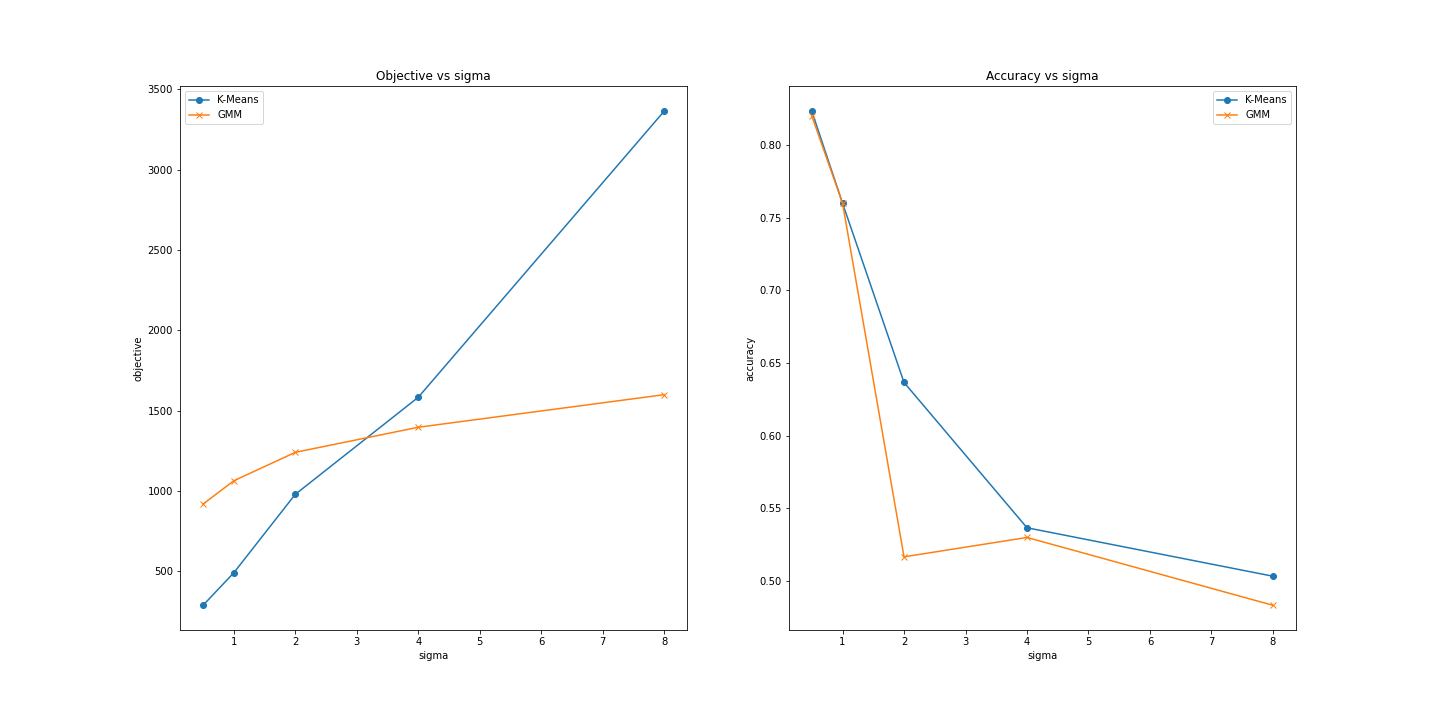 Objective vs sigma
K-Means
GMM
3500
3000
2500
2000
1500
1000
500
objective
1 2 3 4 5 6 7 8
sigma
Accuracy vs sigma
K-Means
GMM
0.80
0.75
0.70
0.65
0.60
0.55
0.50
accuracy
1 2 3 4 5 6 7 8
sigma